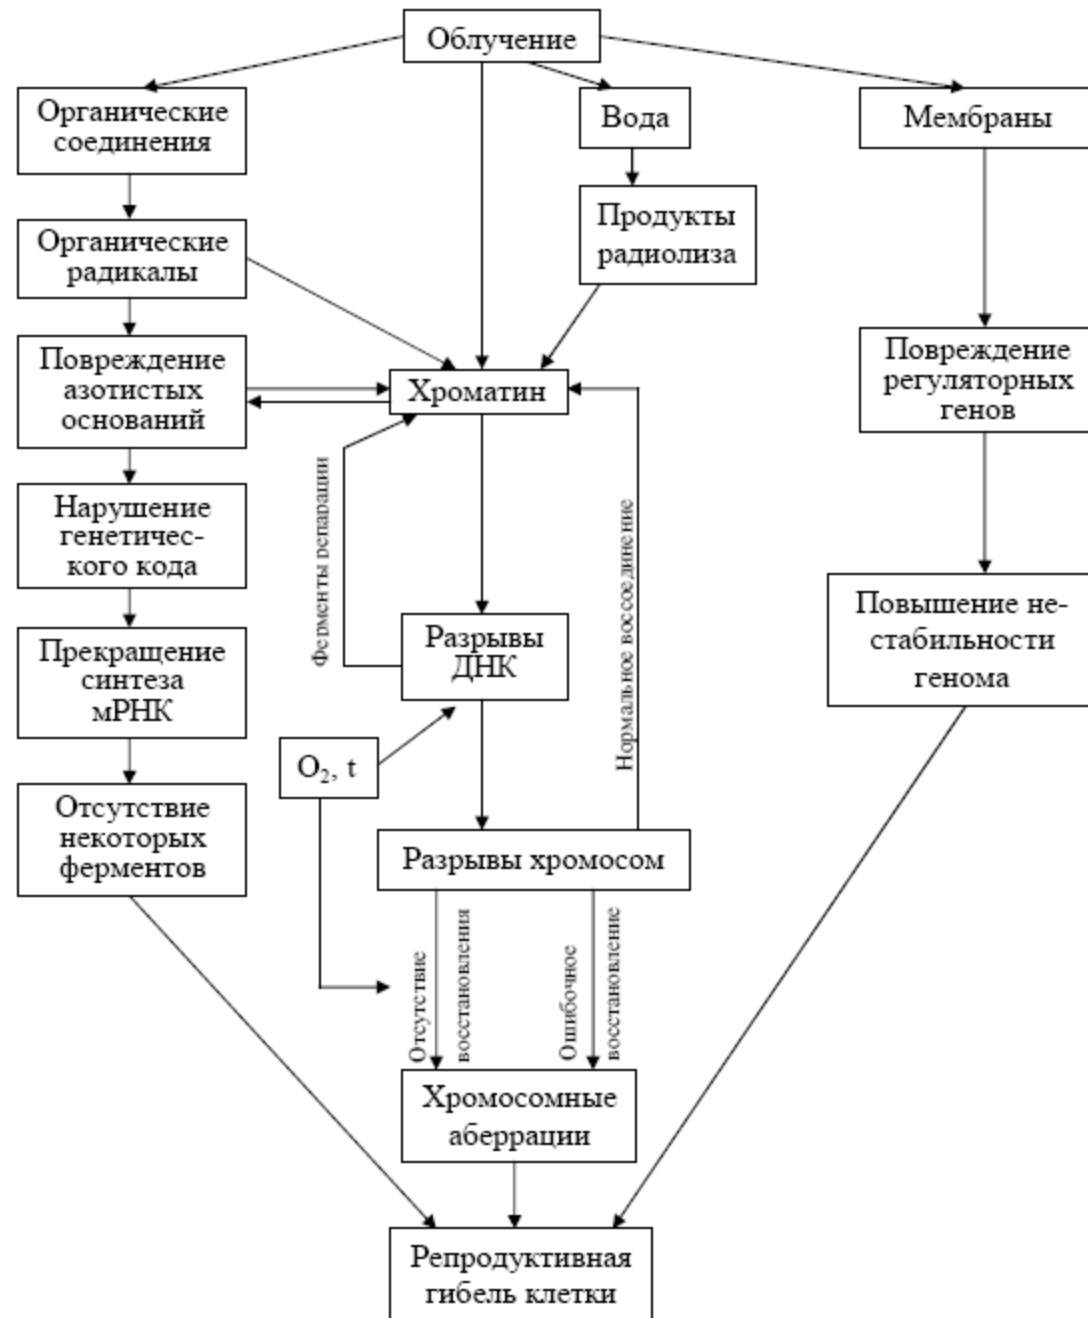 Облучение
Органические
соединения
Вода
Мембраны
Органические
радикалы
Продукты
радиолиза
Повреждение
азотистых
оснований
Хроматин
Повреждение
регуляторных
генов
Нарушение
генетичес-
кого кода
Ферменты репарации
Нормальное воссоединение
Повышение не-
стабильности
генома
Прекращение
синтеза
мРНК
Разрывы
ДНК
O₂, t
Отсутствие
некоторых
ферментов
Разрывы хромосом
Отсутствие
восстановления
Ошибочное
восстановление
Хромосомные
аберрации
Репродуктивная
гибель клетки